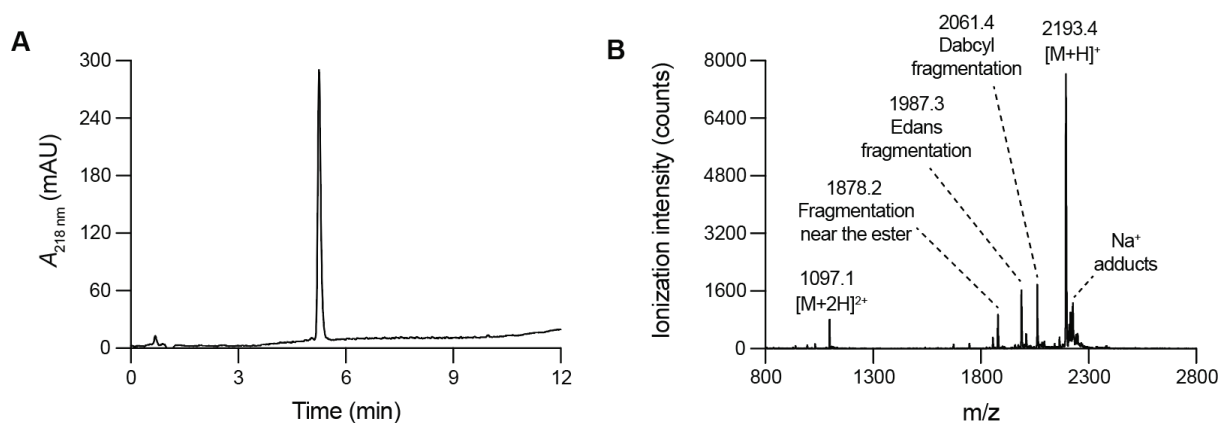 A
A218 nm (mAU)
300
240
180
120
60
0
0 3 6 9 12
Time (min)
B
Ionization intensity (counts)
8000
6400
4800
3200
1600
0
800 1300 1800 2300 2800
m/z
1097.1
[M+2H]2+
1878.2
Fragmentation
near the ester
1987.3
Edans
fragmentation
2061.4
Dabcyl
fragmentation
2193.4
[M+H]+
Na+
adducts